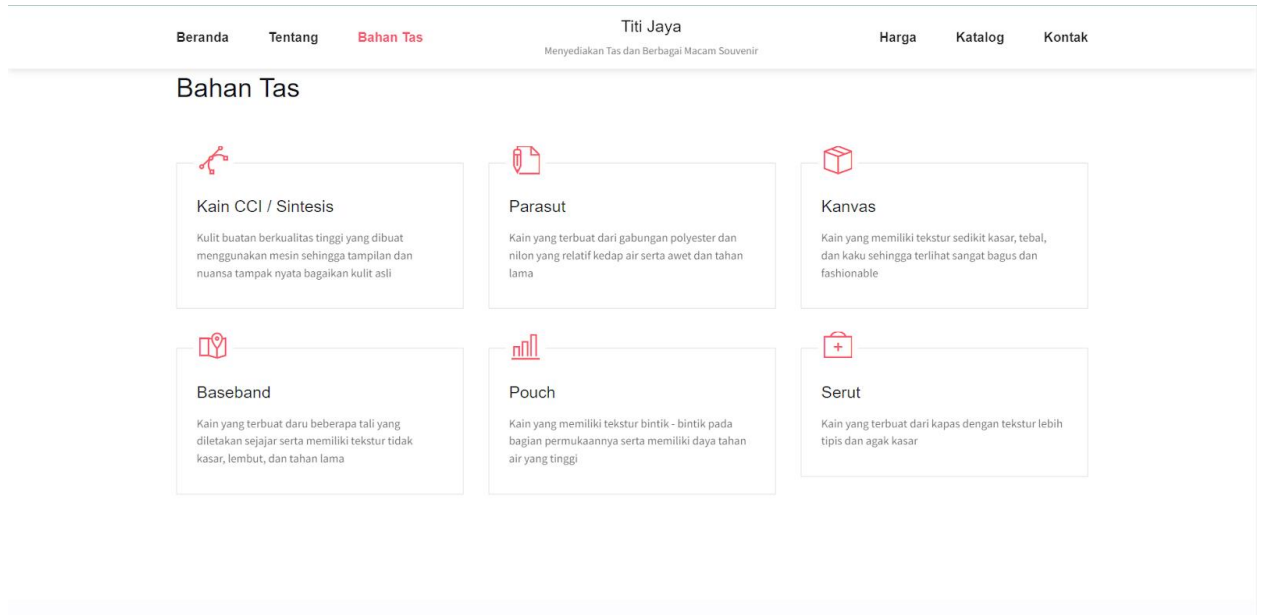 Beranda Tentang Bahan Tas Titi Jaya Harga Katalog Kontak
Menyediakan Tas dan Berbagai Macam Souvenir
Bahan Tas
Kain CCI / Sintesis
Kulit buatan berkualitas tinggi yang dibuat
menggunakan mesin sehingga tampilan dan
nuansa tampak nyata bagaikan kulit asli
Parasut
Kain yang terbuat dari gabungan polyester dan
nilon yang relatif kedap air serta awet dan tahan
lama
Kanvas
Kain yang memiliki tekstur sedikit kasar, tebal,
dan kaku sehingga terlihat sangat bagus dan
fashionable
Baseband
Kain yang terbuat daru beberapa tali yang
diletakan sejajar serta memiliki tekstur tidak
kasar, lembut, dan tahan lama
Pouch
Kain yang memiliki tekstur bintik - bintik pada
bagian permukaannya serta memiliki daya tahan
air yang tinggi
Serut
Kain yang terbuat dari kapas dengan tekstur lebih
tipis dan agak kasar